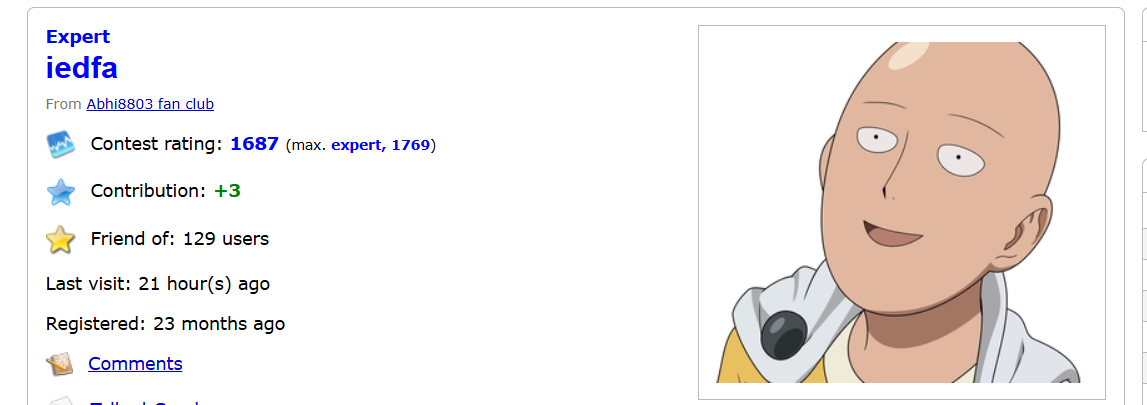 Expert
iedfa
From Abhi8803 fan club
Contest rating: 1687 (max. expert, 1769)
Contribution: +3
Friend of: 129 users
Last visit: 21 hour(s) ago
Registered: 23 months ago
Comments